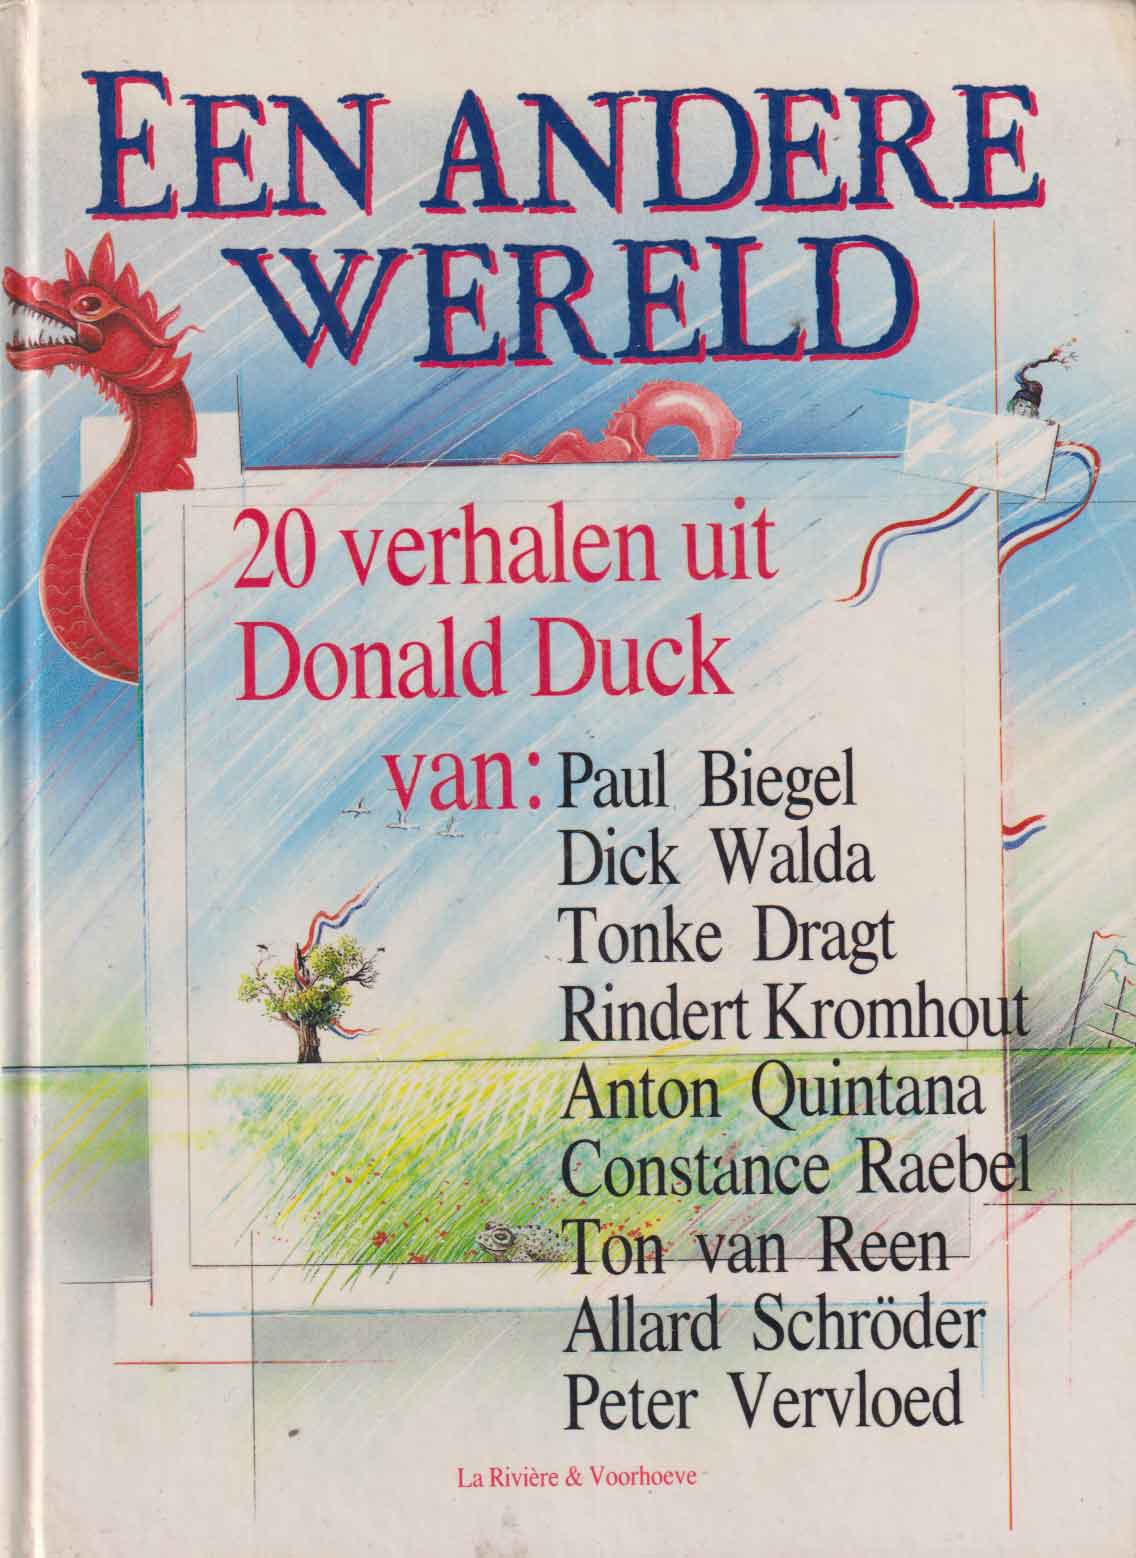 EEN ANDERE
WERELD
20 verhalen uit
Donald Duck
van: Paul Biegel
Dick Walda
Tonke Dragt
Rindert Kromhout
Anton Quintana
Constance Raebel
Ton van Reen
Allard Schröder
Peter Vervloed
La Rivière & Voorhoeve